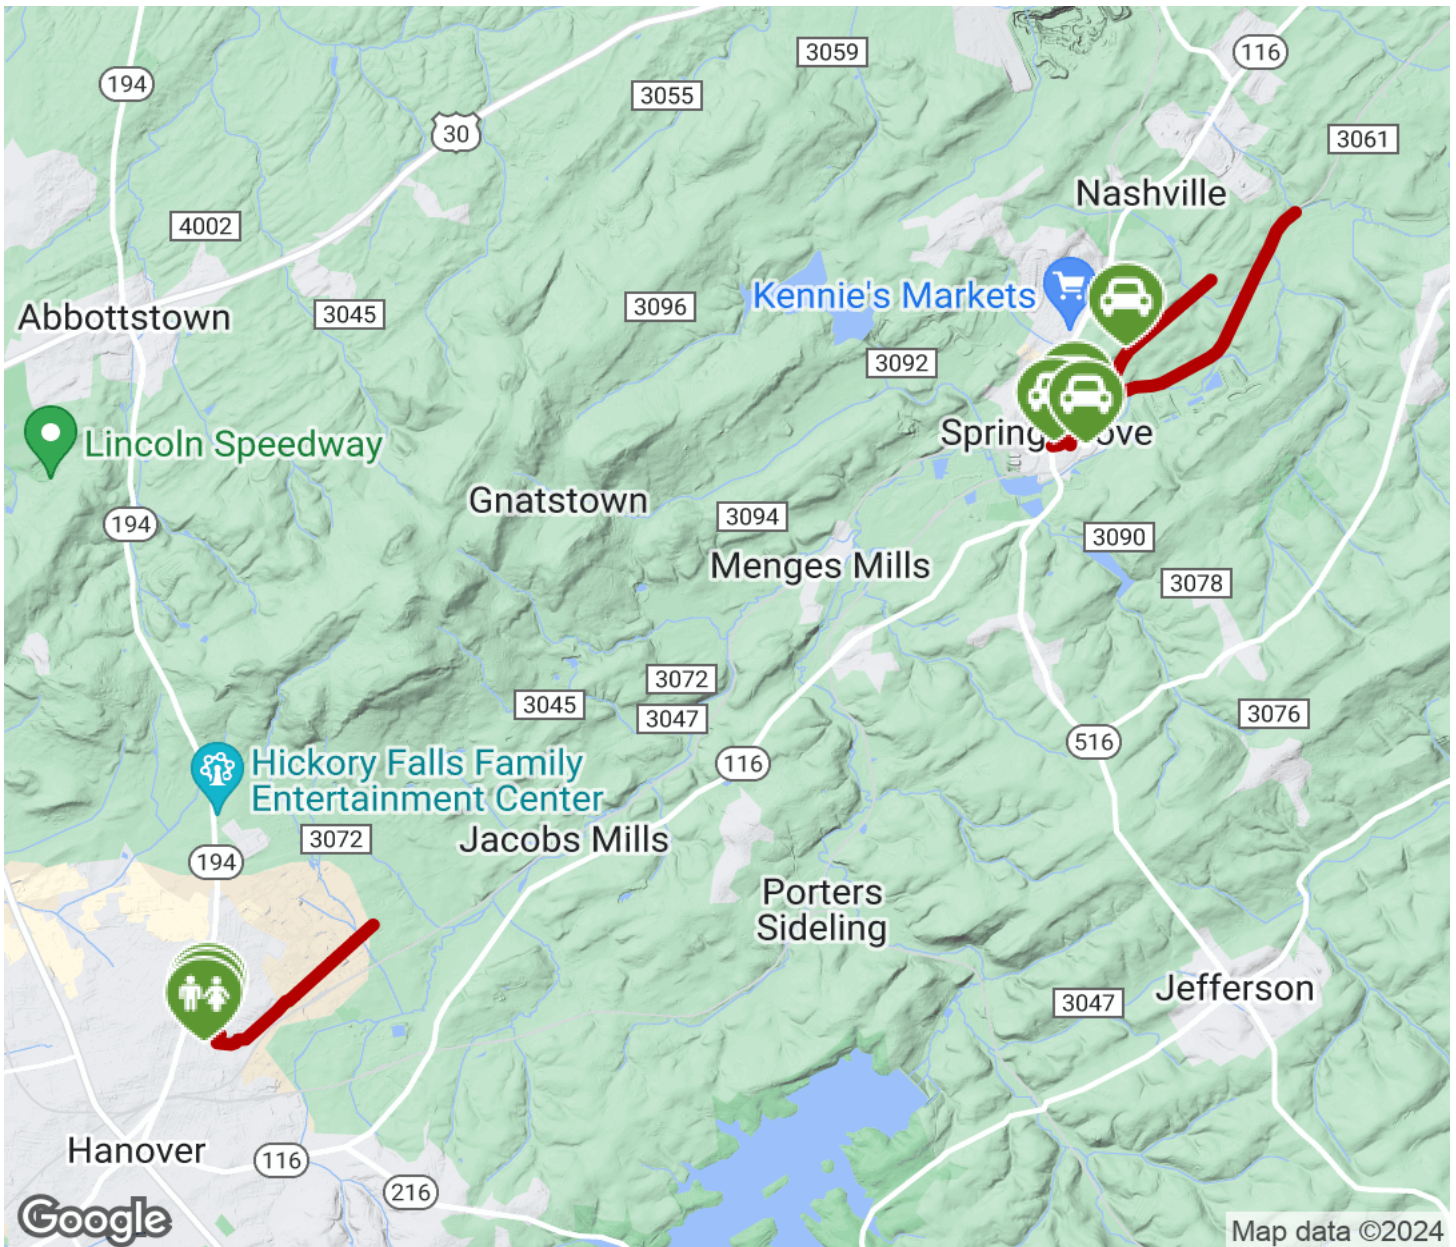 3059
116
194
3055
30
3061
Nashville
4002
Kennie's Markets
3096
Abbottstown
3045
3092
Spring
ove
Lincoln Speedway
Gnatstown
3094
194
3090
Menges Mills
3078
3072
3045
3047
3076
516
116
Hickory Falls Family
Entertainment Center
3072
Jacobs Mills
194
Porters
Sideling
Jefferson
3047
Hanover
116
216
Google
Map data ©2024